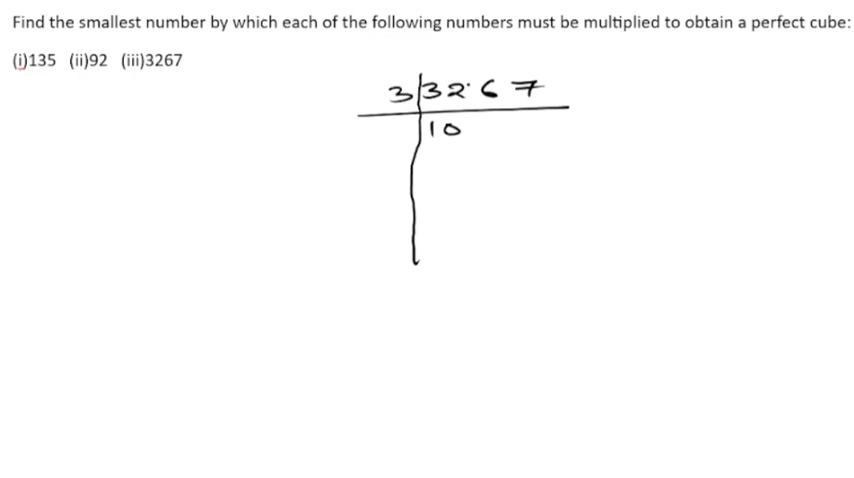 Find the smallest number by which each of the following numbers must be multiplied to obtain a perfect cube:
(i)135 (ii)92 (iii)3267
3 3267
10